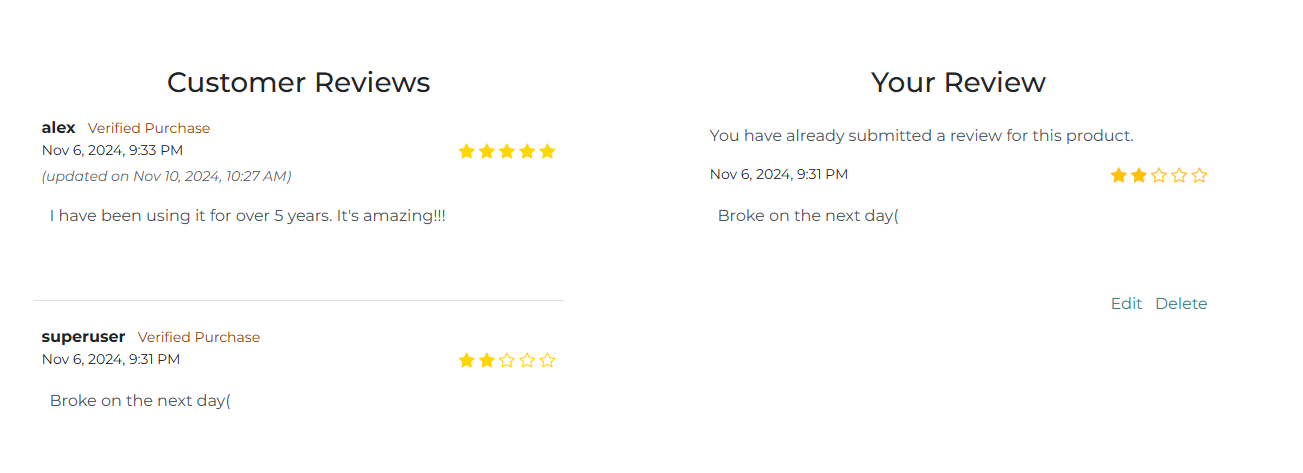 Customer Reviews
alex Verified Purchase
Nov 6, 2024, 9:33 PM
(updated on Nov 10, 2024, 10:27 AM)
I have been using it for over 5 years. It's amazing!!!
superuser Verified Purchase
Nov 6, 2024, 9:31 PM
Broke on the next day(
Your Review
You have already submitted a review for this product.
Nov 6, 2024, 9:31 PM
Broke on the next day(
Edit Delete